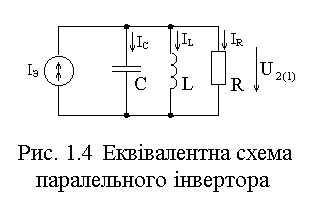 I_C I_L I_R
I_Э C L R U_2(1)
Рис. 1.4 Еквівалентна схема
паралельного інвертора